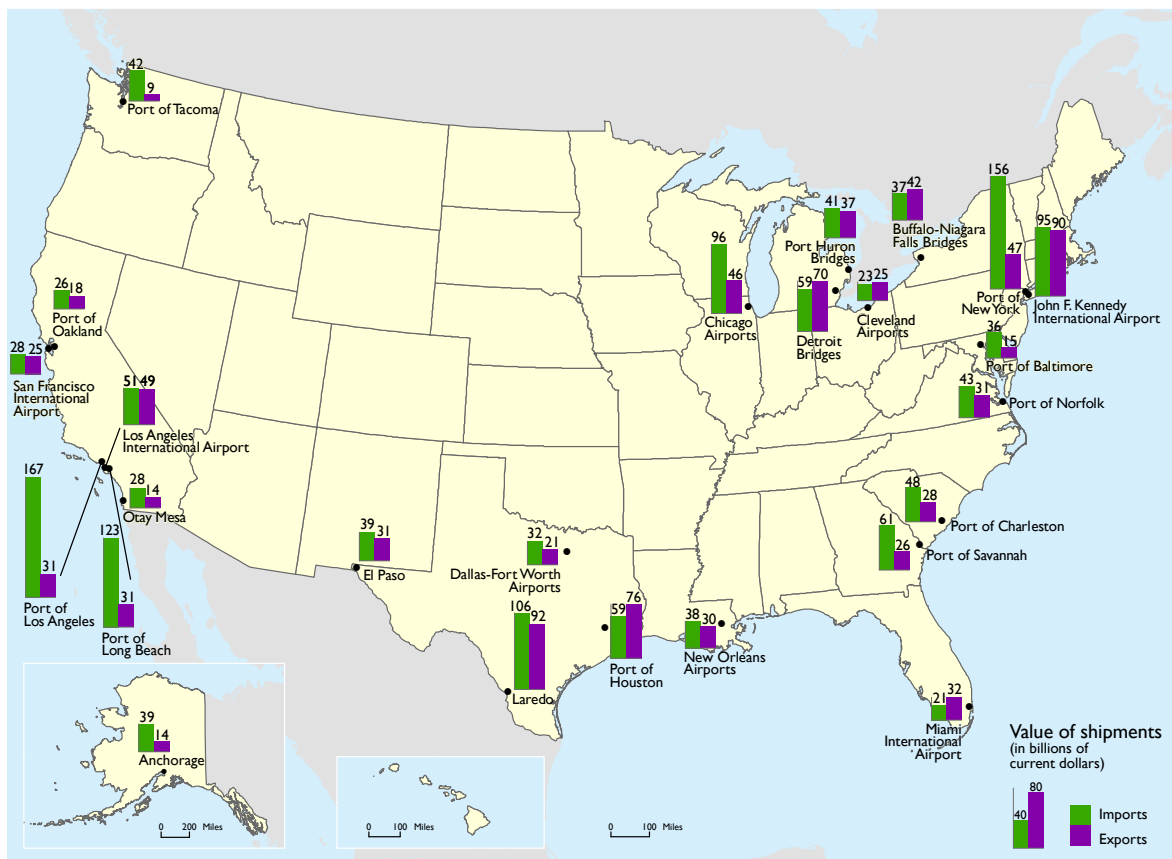 42
9
Port of Tacoma
26
18
Port of
Oakland
28
25
San Francisco
International
Airport
51
49
Los Angeles
International Airport
167
31
Port of
Los Angeles
123
31
Port of
Long Beach
28
14
Otay Mesa
39
31
El Paso
32
21
Dallas-Fort Worth
Airports
106
92
Laredo
59
76
Port of
Houston
38
30
New Orleans
Airports
96
46
Chicago
Airports
41
37
Port Huron
Bridges
59
70
Detroit
Bridges
23
25
Cleveland
Airports
37
42
Buffalo-Niagara
Falls Bridges
156
47
Port of
New York
95
90
John F. Kennedy
International Airport
36
15
Port of Baltimore
43
31
Port of Norfolk
48
28
Port of Charleston
61
26
Port of Savannah
21
32
Miami
International
Airport
39
14
Anchorage
0 200 Miles
0 100 Miles
0 100 Miles
Value of shipments
(in billions of
current dollars)
40
80
Imports
Exports